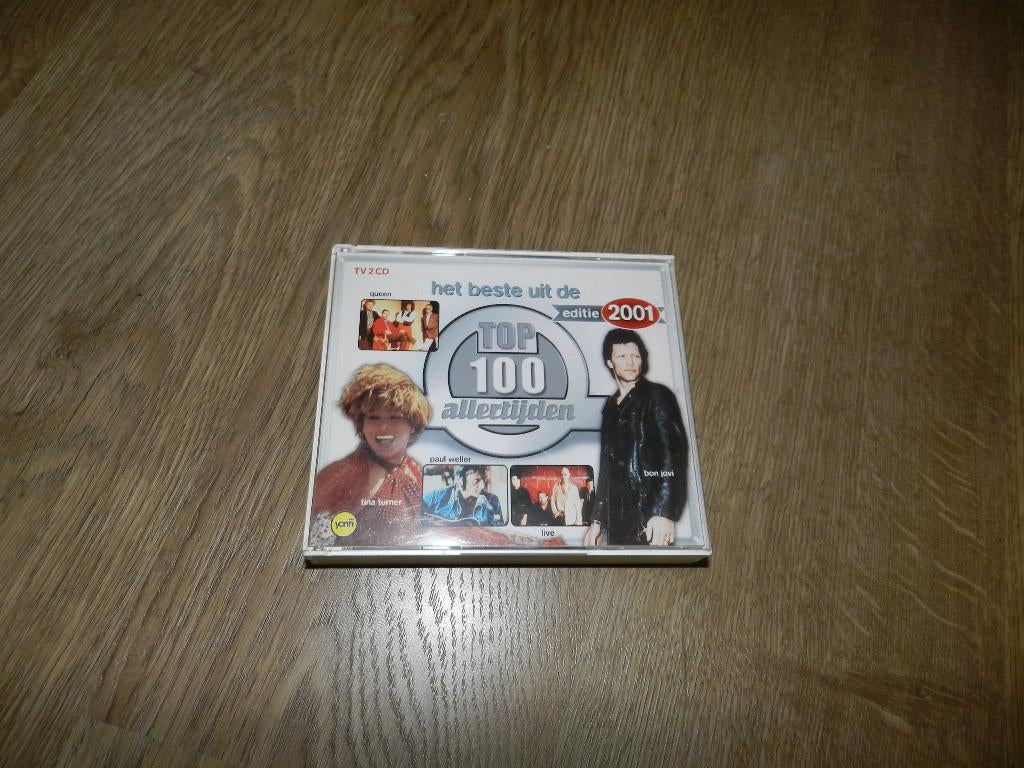 TV 2 CD
het beste uit de
queen
editie 2001
TOP
100
allertijden
paul weller
bon jovi
tina turner
yorin
live